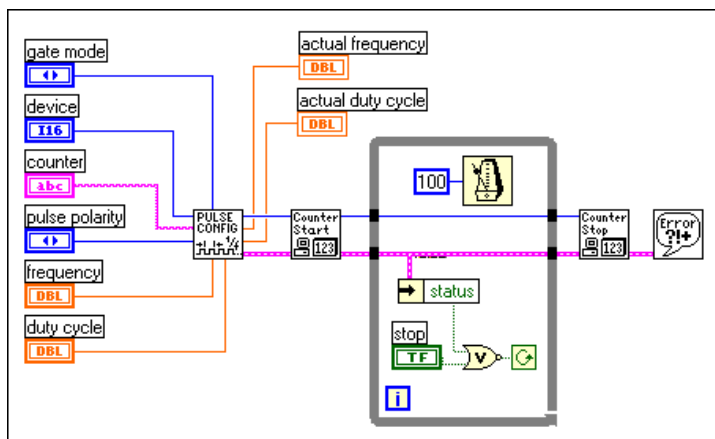 gate mode
device
I16
counter
abc
pulse polarity
frequency
DBL
duty cycle
DBL
actual frequency
DBL
actual duty cycle
DBL
PULSE
CONFIG
Counter
Start
123
100
status
stop
TF
V
i
Counter
Stop
123
Error
?!+